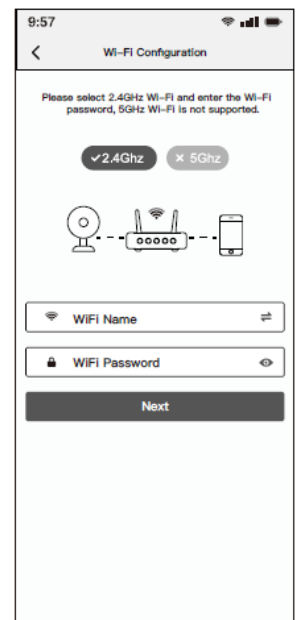 9:57
Wi-Fi Configuration
Please select 2.4GHz Wi-Fi and enter the Wi-Fi
password, 5GHz Wi-Fi is not supported.
✓2.4Ghz × 5Ghz
WiFi Name
WiFi Password
Next